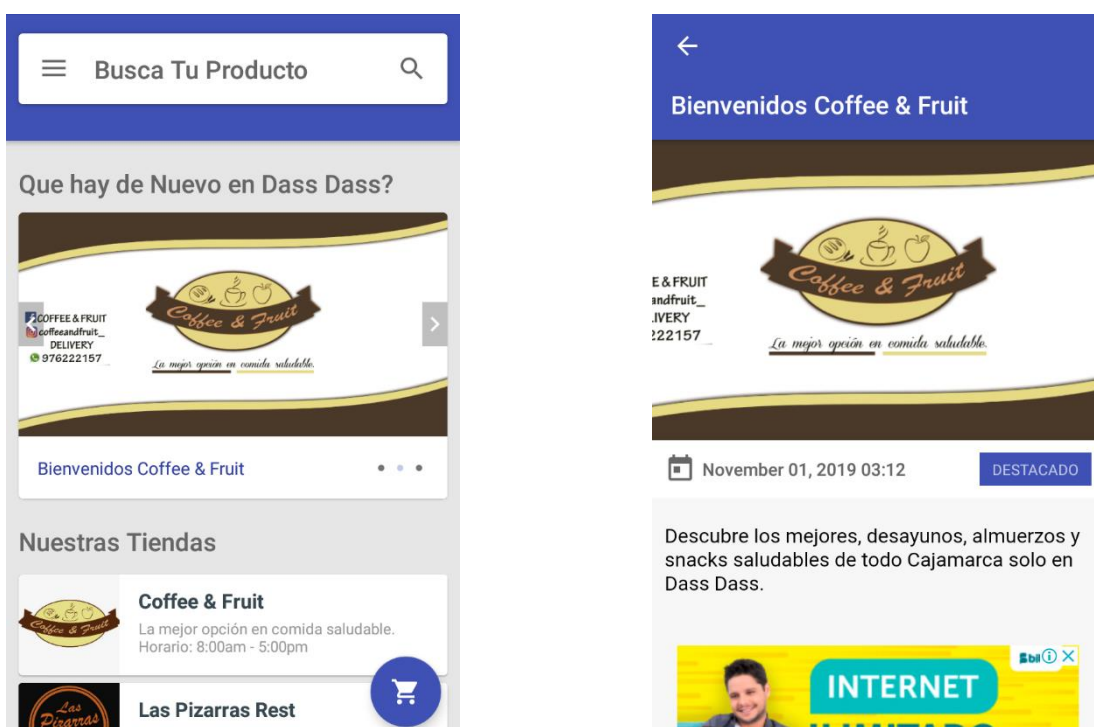 Busca Tu Producto
Que hay de Nuevo en Dass Dass?
COFFEE & FRUIT
coffeeandfruit_
DELIVERY
976222157
Coffee & Fruit
La mejor opción en comida saludable.
Bienvenidos Coffee & Fruit
Nuestras Tiendas
Coffee & Fruit
Coffee & Fruit
La mejor opción en comida saludable.
Horario: 8:00am - 5:00pm
Las
Pizarras
Las Pizarras Rest
Bienvenidos Coffee & Fruit
E & FRUIT
andfruit_
IVERY
222157
Coffee & Fruit
La mejor opción en comida saludable.
November 01, 2019 03:12
DESTACADO
Descubre los mejores, desayunos, almuerzos y
snacks saludables de todo Cajamarca solo en
Dass Dass.
INTERNET